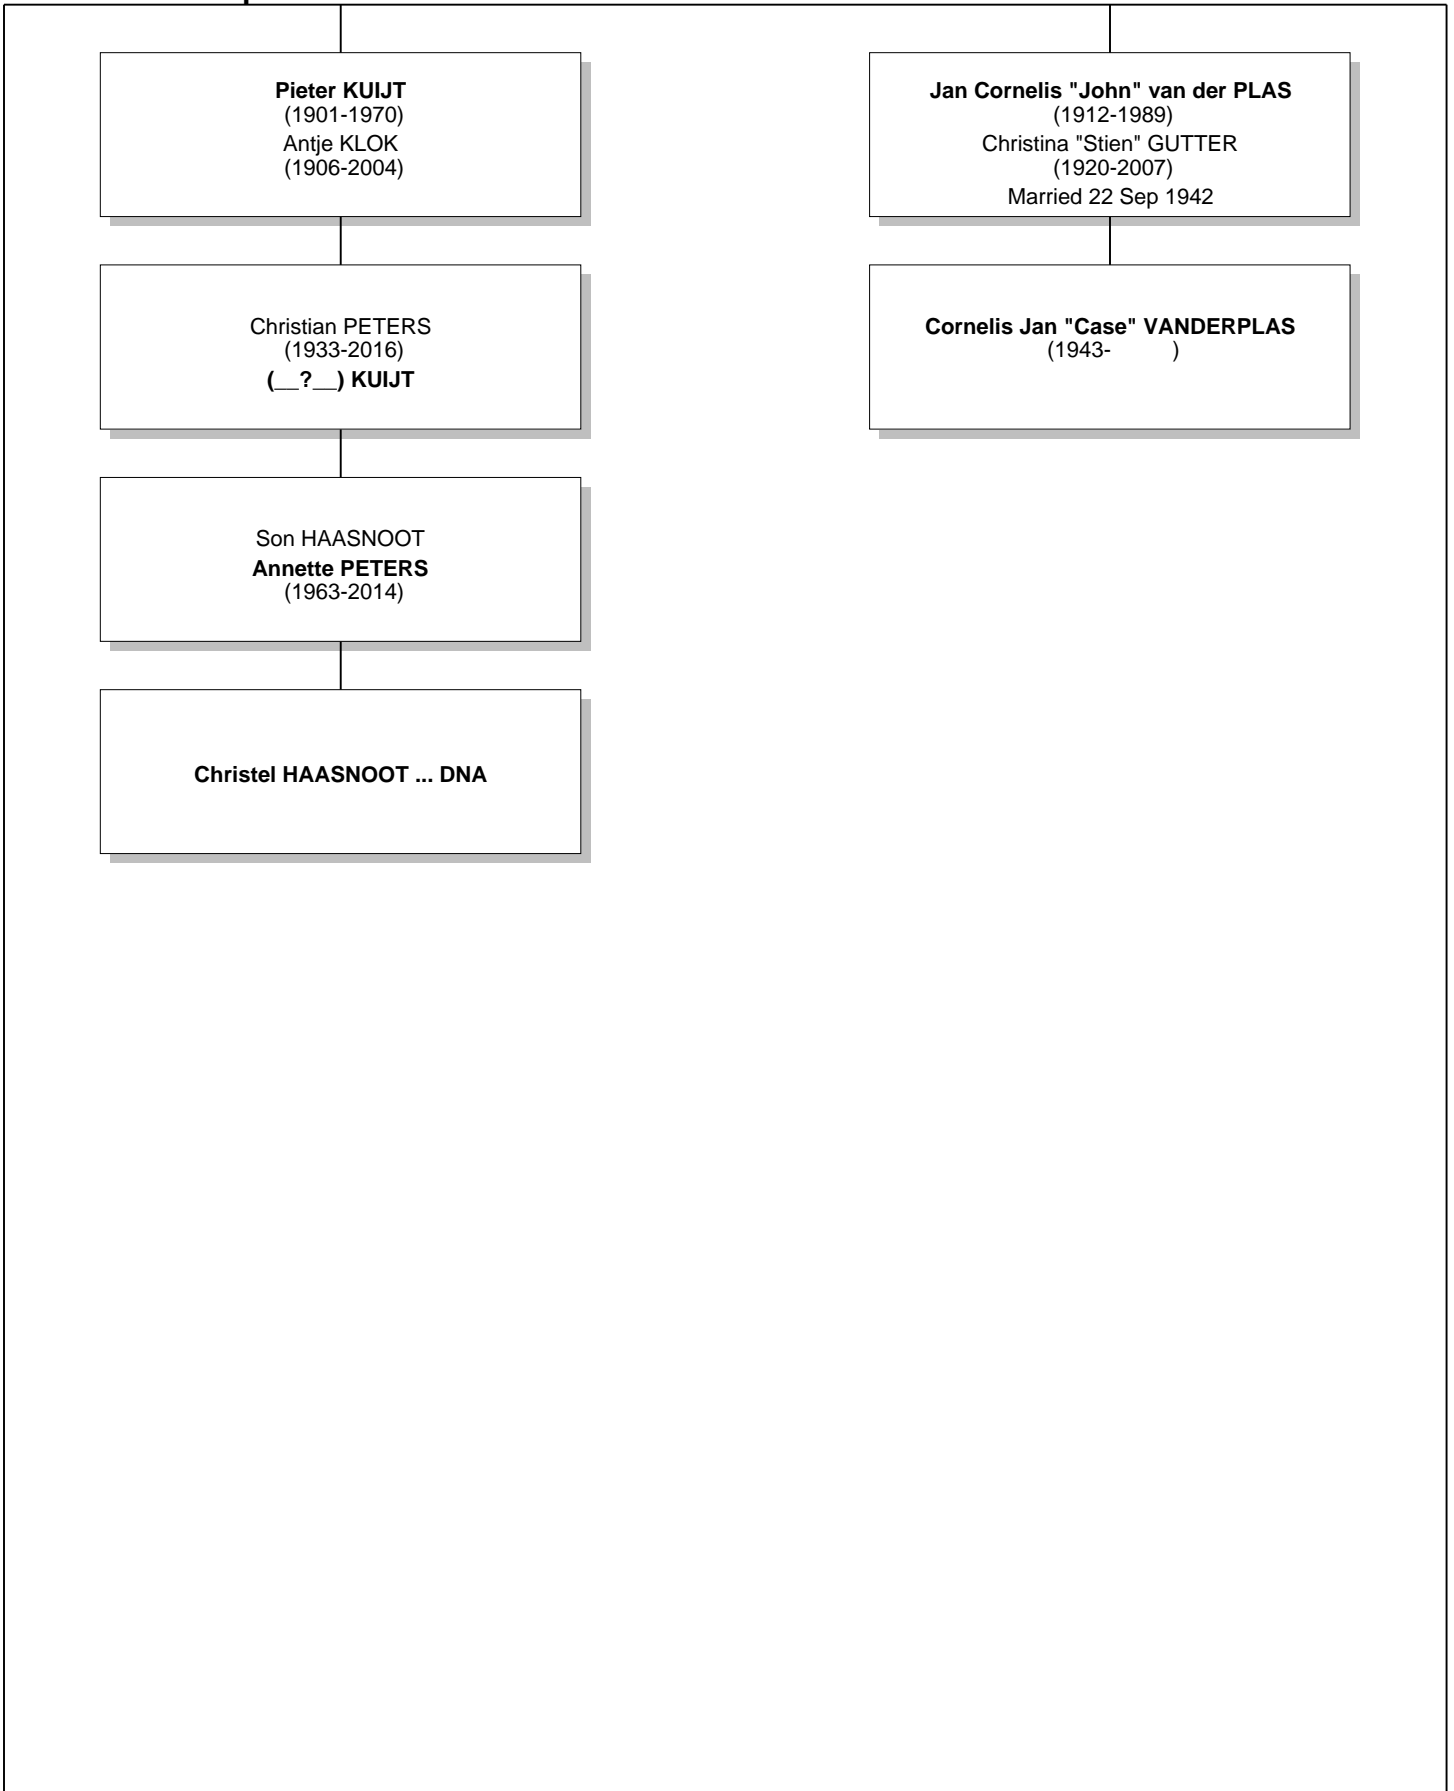 Pieter KUIJT
(1901-1970)
Antje KLOK
(1906-2004)
Christian PETERS
(1933-2016)
(__?__) KUIJT
Son HAASNOOT
Annette PETERS
(1963-2014)
Christel HAASNOOT ... DNA
Jan Cornelis "John" van der PLAS
(1912-1989)
Christina "Stien" GUTTER
(1920-2007)
Married 22 Sep 1942
Cornelis Jan "Case" VANDERPLAS
(1943- )